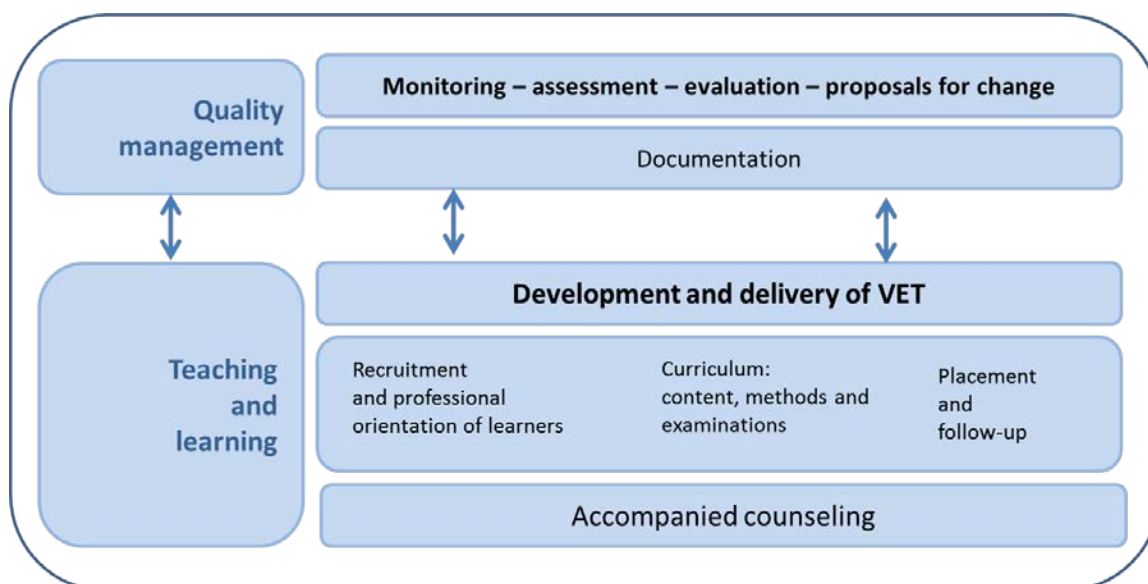 Quality
management
Monitoring – assessment – evaluation – proposals for change
Documentation
Teaching
and
learning
Development and delivery of VET
Recruitment
and professional
orientation of learners
Curriculum:
content, methods and
examinations
Placement
and
follow-up
Accompanied counseling